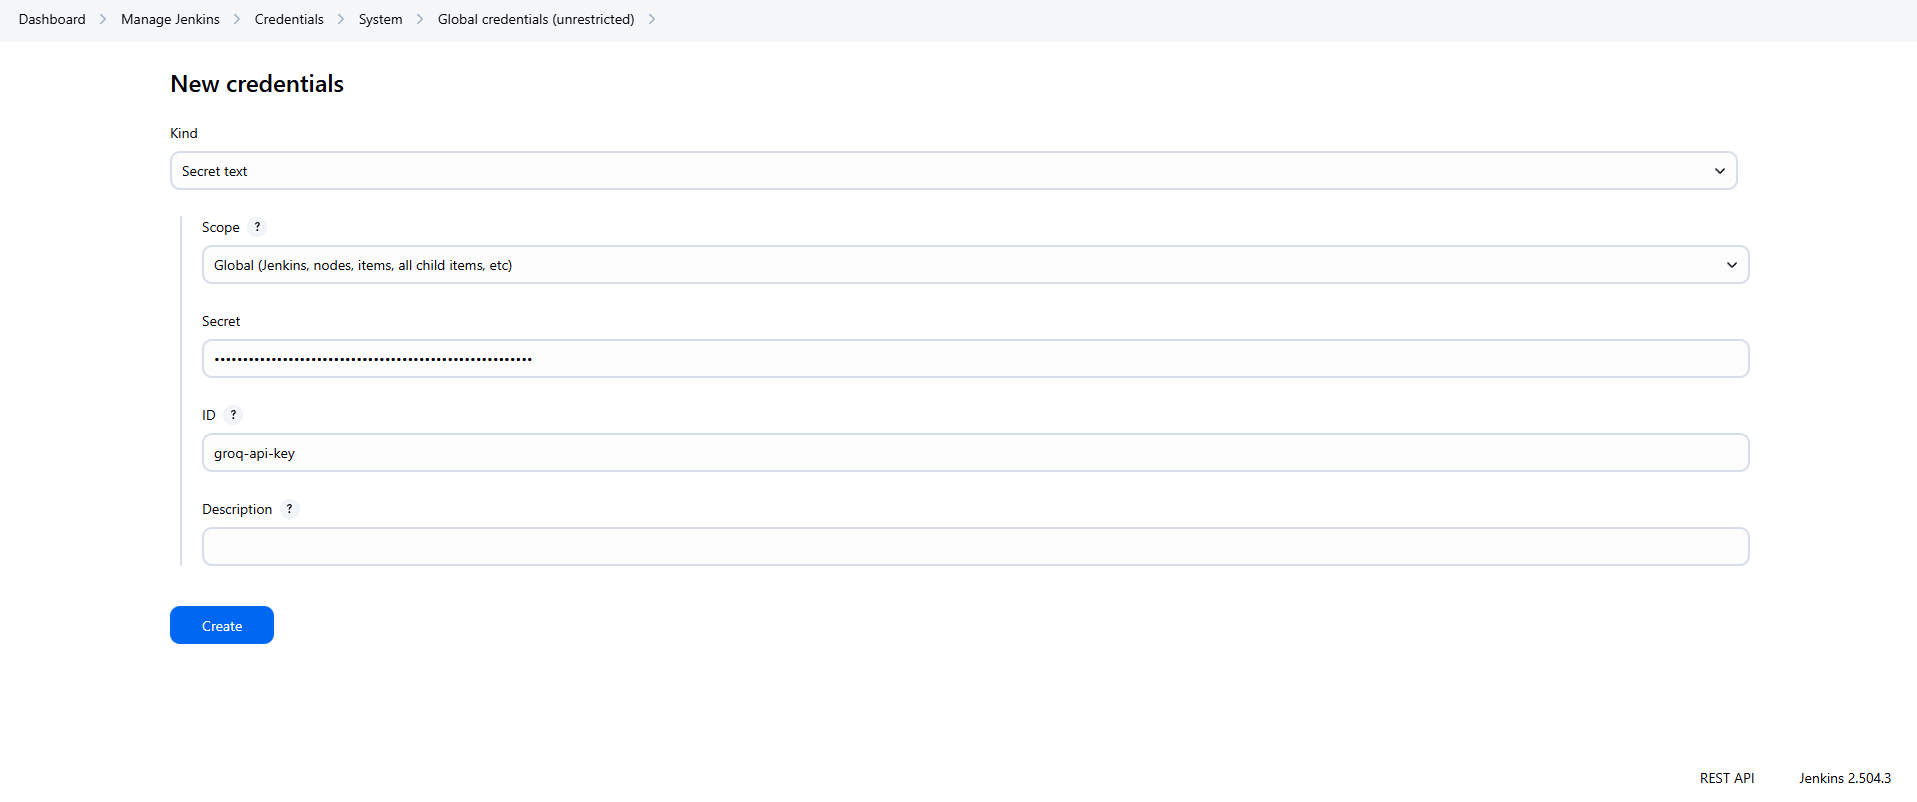 Dashboard > Manage Jenkins > Credentials > System > Global credentials (unrestricted) >
New credentials
Kind
Secret text
Scope ?
Global (Jenkins, nodes, items, all child items, etc)
Secret
ID ?
groq-api-key
Description ?
Create
REST API Jenkins 2.504.3